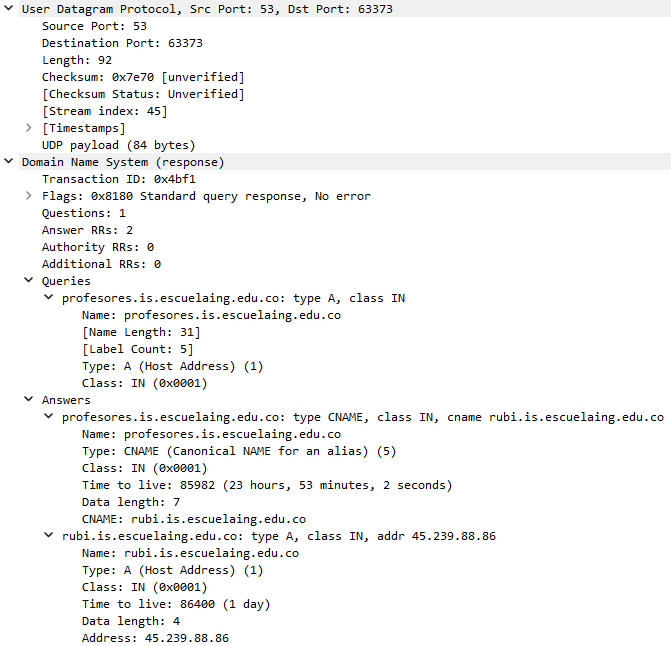 User Datagram Protocol, Src Port: 53, Dst Port: 63373
Source Port: 53
Destination Port: 63373
Length: 92
Checksum: 0x7e70 [unverified]
[Checksum Status: Unverified]
[Stream index: 45]
[Timestamps]
UDP payload (84 bytes)
Domain Name System (response)
Transaction ID: 0x4bf1
Flags: 0x8180 Standard query response, No error
Questions: 1
Answer RRs: 2
Authority RRs: 0
Additional RRs: 0
Queries
profesores.is.escuelaing.edu.co: type A, class IN
Name: profesores.is.escuelaing.edu.co
[Name Length: 31]
[Label Count: 5]
Type: A (Host Address) (1)
Class: IN (0x0001)
Answers
profesores.is.escuelaing.edu.co: type CNAME, class IN, cname rubi.is.escuelaing.edu.co
Name: profesores.is.escuelaing.edu.co
Type: CNAME (Canonical NAME for an alias) (5)
Class: IN (0x0001)
Time to live: 85982 (23 hours, 53 minutes, 2 seconds)
Data length: 7
CNAME: rubi.is.escuelaing.edu.co
rubi.is.escuelaing.edu.co: type A, class IN, addr 45.239.88.86
Name: rubi.is.escuelaing.edu.co
Type: A (Host Address) (1)
Class: IN (0x0001)
Time to live: 86400 (1 day)
Data length: 4
Address: 45.239.88.86